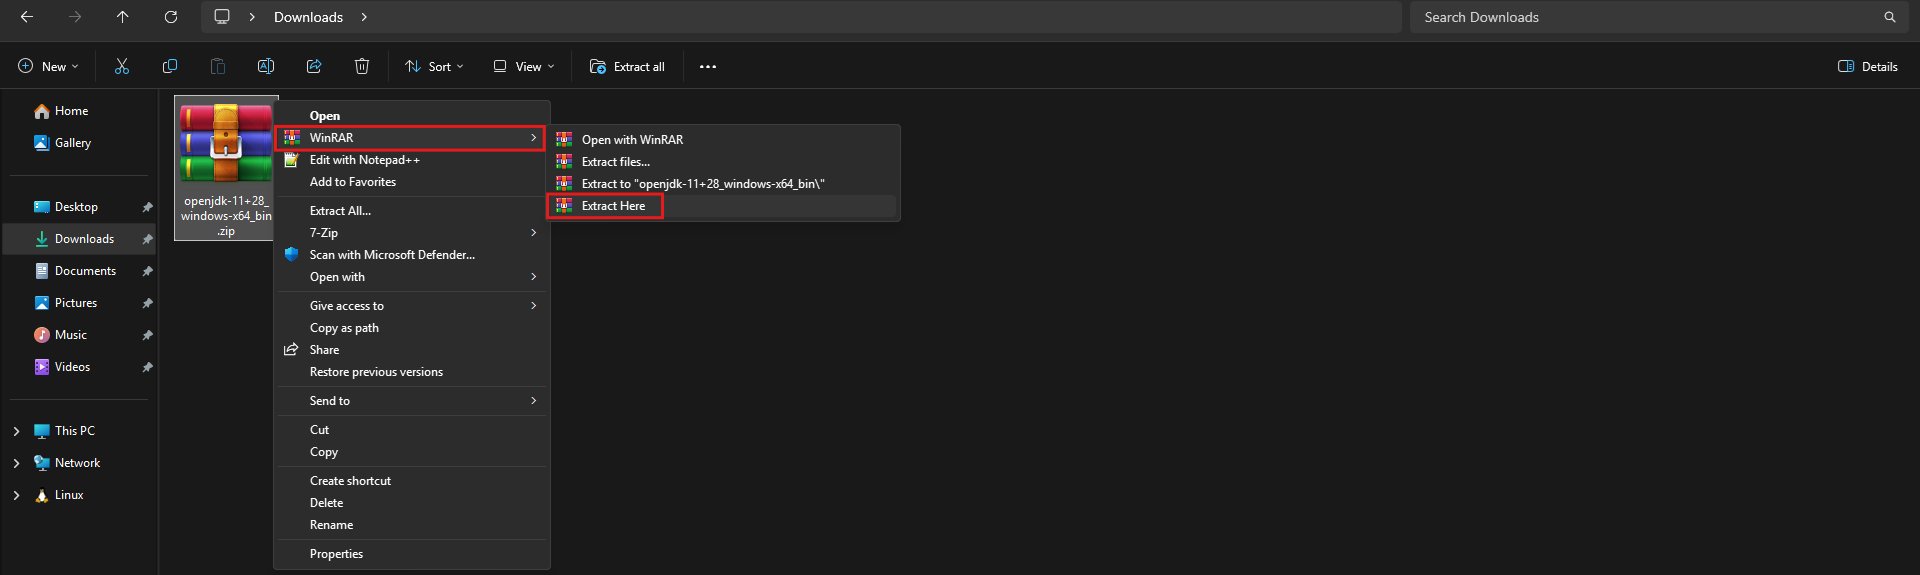 Downloads
Search Downloads
New
Sort
View
Extract all
Details
Home
Gallery
Desktop
Downloads
Documents
Pictures
Music
Videos
This PC
Network
Linux
openjdk-11+28_
windows-x64_bin
.zip
Open
WinRAR
Edit with Notepad++
Add to Favorites
Extract All...
7-Zip
Scan with Microsoft Defender...
Open with
Give access to
Copy as path
Share
Restore previous versions
Send to
Cut
Copy
Create shortcut
Delete
Rename
Properties
Open with WinRAR
Extract files...
Extract to "openjdk-11+28_windows-x64_bin\"
Extract Here